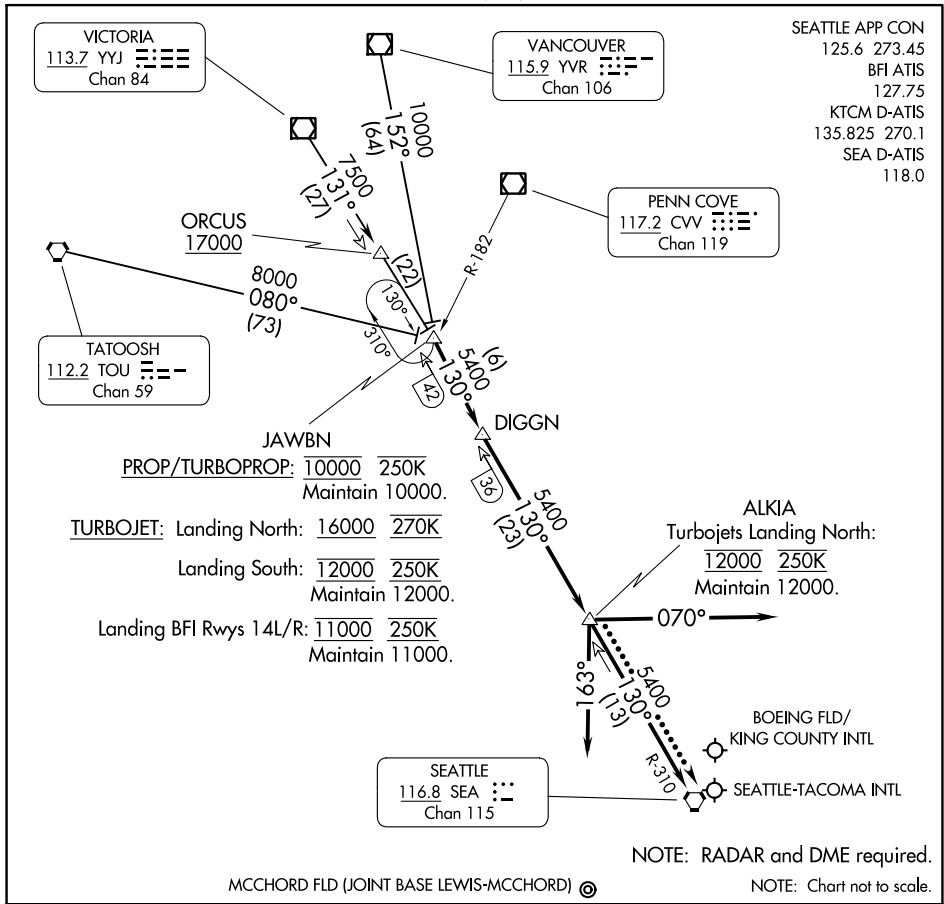 VICTORIA
113.7 YYJ
Chan 84
VANCOUVER
115.9 YVR
Chan 106
SEATTLE APP CON
125.6 273.45
BFI ATIS
127.75
KTCM D-ATIS
135.825 270.1
SEA D-ATIS
118.0
10000
152°
(64)
7500
131°
(27)
PENN COVE
117.2 CVV
Chan 119
ORCUS
17000
R-182
(22)
8000
080°
(73)
130°
310°
TATOOSH
112.2 TOU
Chan 59
(6)
5400
130°
42
DIGGN
JAWBN
PROP/TURBOPROP: 10000 250K
Maintain 10000.
36
5400
130°
(23)
TURBOJET: Landing North: 16000 270K
Landing South: 12000 250K
Maintain 12000.
Landing BFI Rwys 14L/R: 11000 250K
Maintain 11000.
ALKIA
Turbojets Landing North:
12000 250K
Maintain 12000.
070°
163°
5400
130°
(13)
R-310
BOEING FLD/
KING COUNTY INTL
SEATTLE
116.8 SEA
Chan 115
SEATTLE-TACOMA INTL
NOTE: RADAR and DME required.
MCCHORD FLD (JOINT BASE LEWIS-MCCHORD)
NOTE: Chart not to scale.